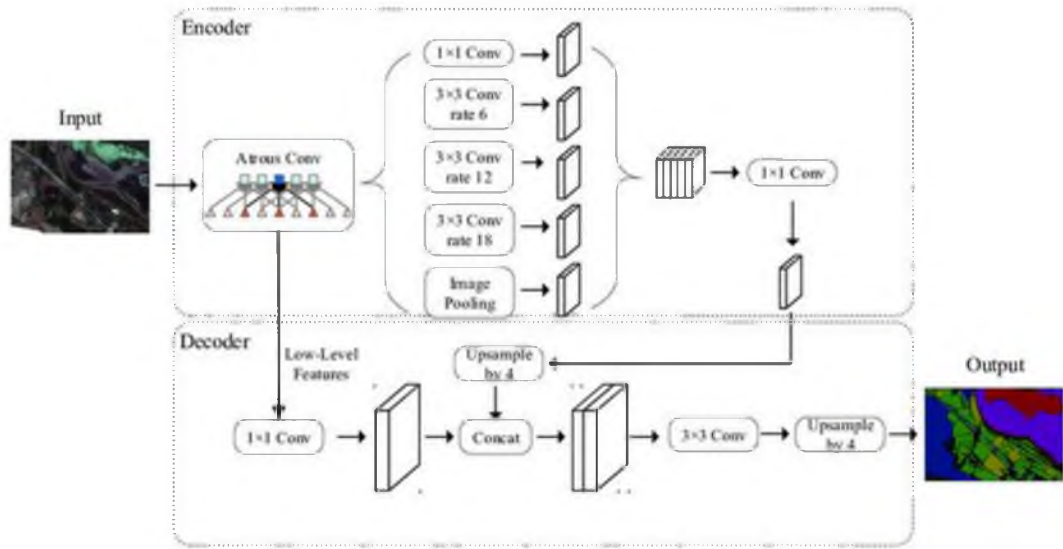 Encoder
Input
Atrous Conv
1×1 Conv
3×3 Conv
rate 6
3×3 Conv
rate 12
3×3 Conv
rate 18
Image
Pooling
1×1 Conv
Decoder
Low-Level
Features
1×1 Conv
Upsample
by 4
Concat
3×3 Conv
Upsample
by 4
Output